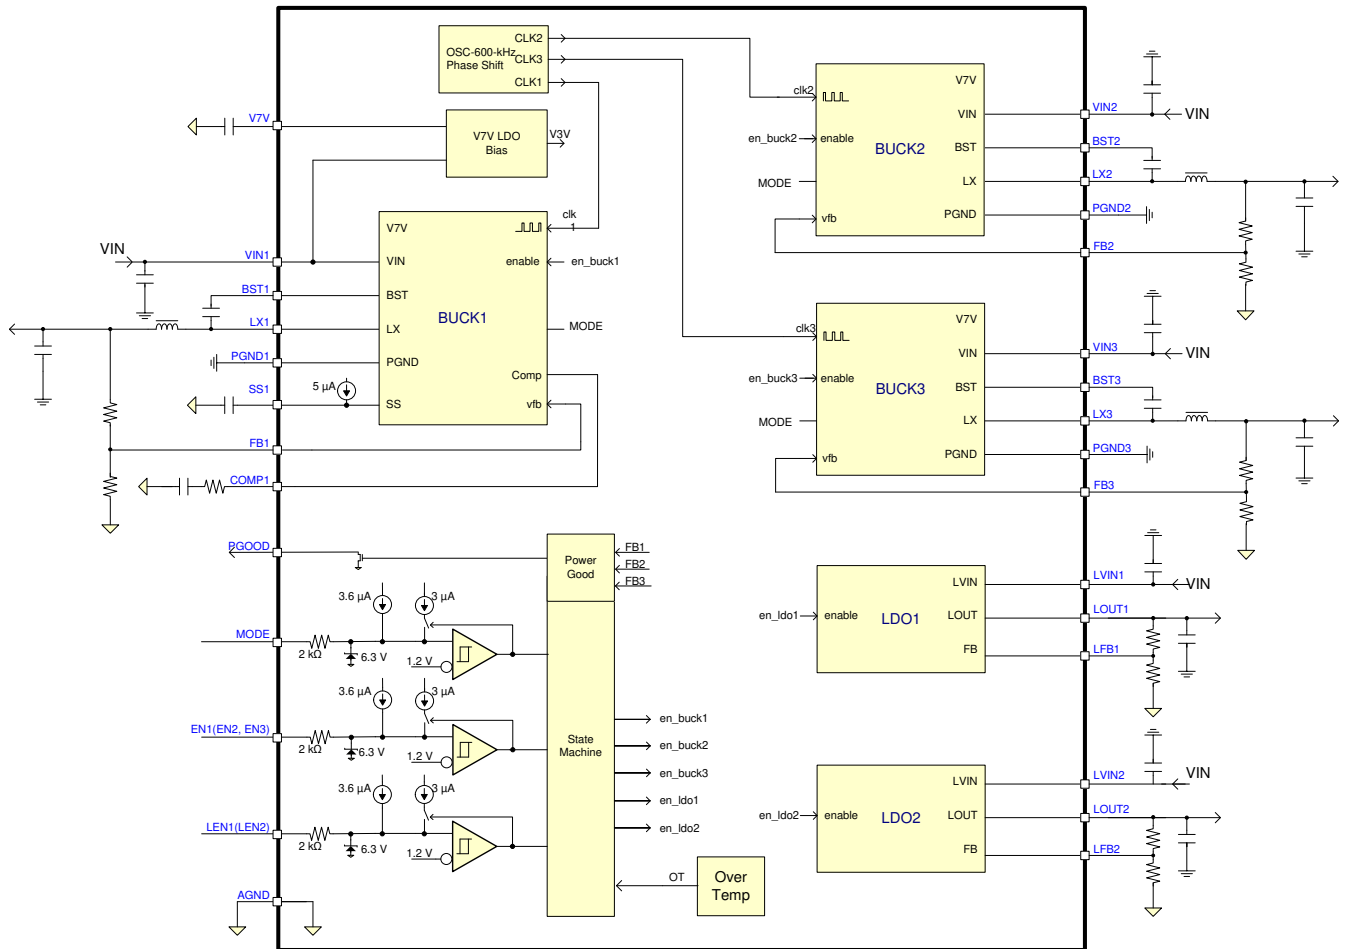 OSC-600-kHz
Phase Shift
CLK2
CLK3
CLK1
V7V
V7V LDO
Bias
V3V
V7V
VIN
BST
LX
PGND
SS
BUCK1
clk
1
enable
en_buck1
MODE
Comp
vfb
VIN
VIN1
BST1
LX1
PGND1
SS1
5 µA
FB1
COMP1
PGOOD
Power
Good
FB1
FB2
FB3
3.6 µA
3 µA
MODE
2 kΩ
6.3 V
1.2 V
3.6 µA
3 µA
EN1(EN2, EN3)
2 kΩ
6.3 V
1.2 V
3.6 µA
3 µA
LEN1(LEN2)
2 kΩ
6.3 V
1.2 V
AGND
State
Machine
en_buck1
en_buck2
en_buck3
en_ldo1
en_ldo2
OT
Over
Temp
clk2
en_buck2
enable
MODE
vfb
BUCK2
V7V
VIN
BST
LX
PGND
VIN2
VIN
BST2
LX2
PGND2
FB2
clk3
en_buck3
enable
MODE
vfb
BUCK3
V7V
VIN
BST
LX
PGND
VIN3
VIN
BST3
LX3
PGND3
FB3
en_ldo1
enable
LDO1
LVIN
LOUT
FB
LVIN1
VIN
LOUT1
LFB1
en_ldo2
enable
LDO2
LVIN
LOUT
FB
LVIN2
VIN
LOUT2
LFB2